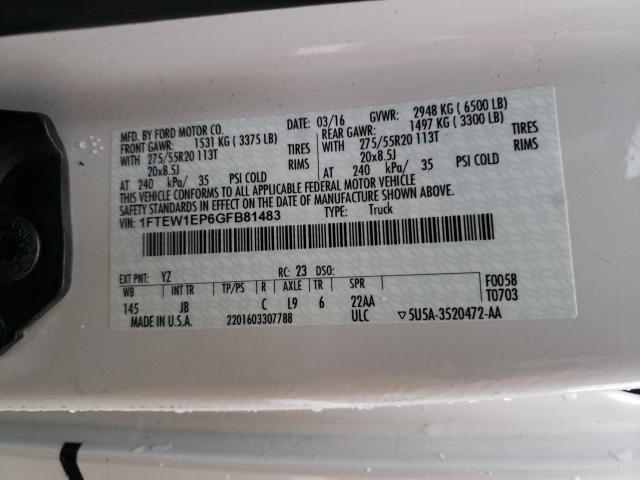 MFD. BY FORD MOTOR CO.
DATE: 03/16 GVWR: 2948 KG ( 6500 LB)
FRONT GAWR: 1531 KG ( 3375 LB) REAR GAWR: 1497 KG ( 3300 LB)
WITH 275/55R20 113T TIRES WITH 275/55R20 113T TIRES
20x8.5J RIMS 20x8.5J RIMS
AT 240 kPa/ 35 PSI COLD AT 240 kPa/ 35 PSI COLD
THIS VEHICLE CONFORMS TO ALL APPLICABLE FEDERAL MOTOR VEHICLE
SAFETY STANDARDS IN EFFECT ON THE DATE OF MANUFACTURE SHOWN ABOVE.
VIN: 1FTEW1EP6GFB81483 TYPE: Truck
EXT PNT: YZ RC: 23 DSO: F0058
WB INT TR TP/PS R AXLE TR SPR T0703
145 JB C L9 6 22AA
MADE IN U.S.A. 2201603307788 ULC ▽5U5A-3520472-AA